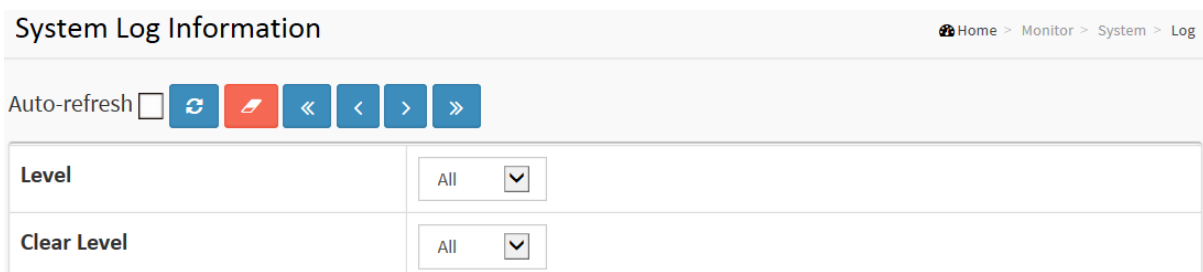 System Log Information
Home > Monitor > System > Log
Auto-refresh
Level All
Clear Level All